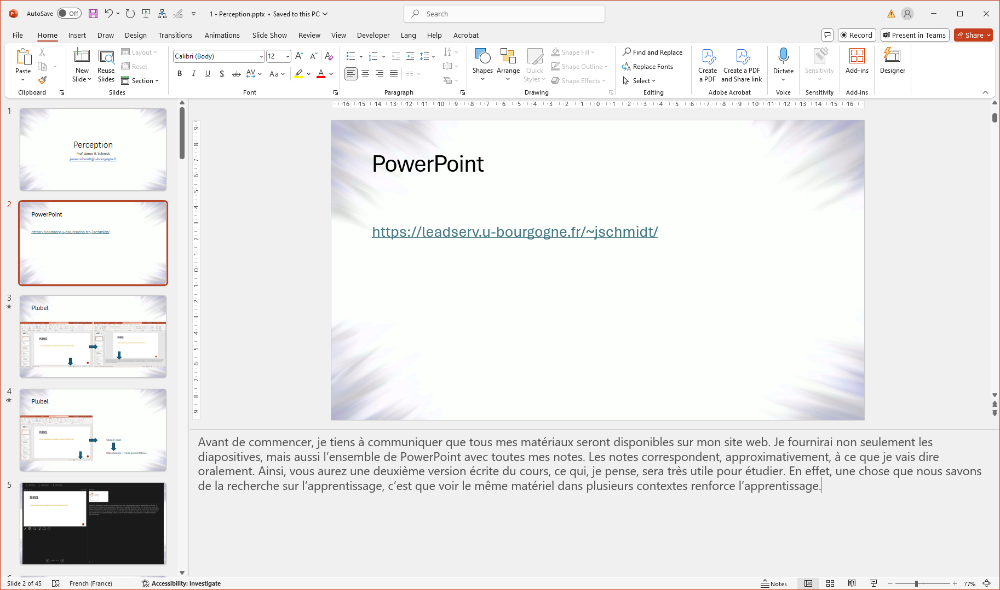 AutoSave Off 1 - Perception.pptx • Saved to this PC Search
File Home Insert Draw Design Transitions Animations Slide Show Review View Developer Lang Help Acrobat Record Present in Teams Share
Paste
Clipboard
New Slide
Reuse Slides
Layout
Reset
Section
Slides
Calibri (Body) 12
Font
Paragraph
Shapes
Arrange
Quick Styles
Shape Fill
Shape Outline
Shape Effects
Drawing
Find and Replace
Replace Fonts
Select
Editing
Create a PDF
Create a PDF and Share link
Adobe Acrobat
Dictate
Voice
Sensitivity
Sensitivity
Add-ins
Add-ins
Designer
1
Perception
Prof. James R. Schmidt
james.schmidt@u-bourgogne.fr
2
PowerPoint
https://leadserv.u-bourgogne.fr/~jschmidt/
3
Plubel
4
Plubel
Cliquer droit
Sélectionner « Mode présentateur »
5
PLUBEL
PowerPoint
https://leadserv.u-bourgogne.fr/~jschmidt/
Avant de commencer, je tiens à communiquer que tous mes matériaux seront disponibles sur mon site web. Je fournirai non seulement les
diapositives, mais aussi l'ensemble de PowerPoint avec toutes mes notes. Les notes correspondent, approximativement, à ce que je vais dire
oralement. Ainsi, vous aurez une deuxième version écrite du cours, ce qui, je pense, sera très utile pour étudier. En effet, une chose que nous savons
de la recherche sur l'apprentissage, c'est que voir le même matériel dans plusieurs contextes renforce l'apprentissage.
Slide 2 of 45 French (France) Accessibility: Investigate Notes 77%